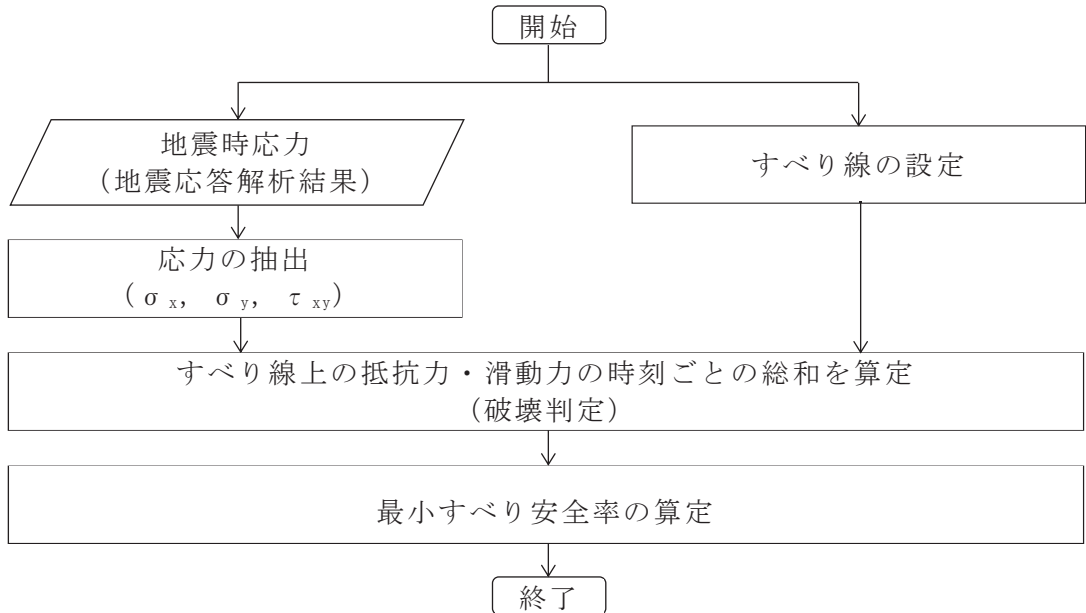 開始
地震時応力
（地震応答解析結果）
すべり線の設定
応力の抽出
（σx, σy, τxy）
すべり線上の抵抗力・滑動力の時刻ごとの総和を算定
（破壊判定）
最小すべり安全率の算定
終了